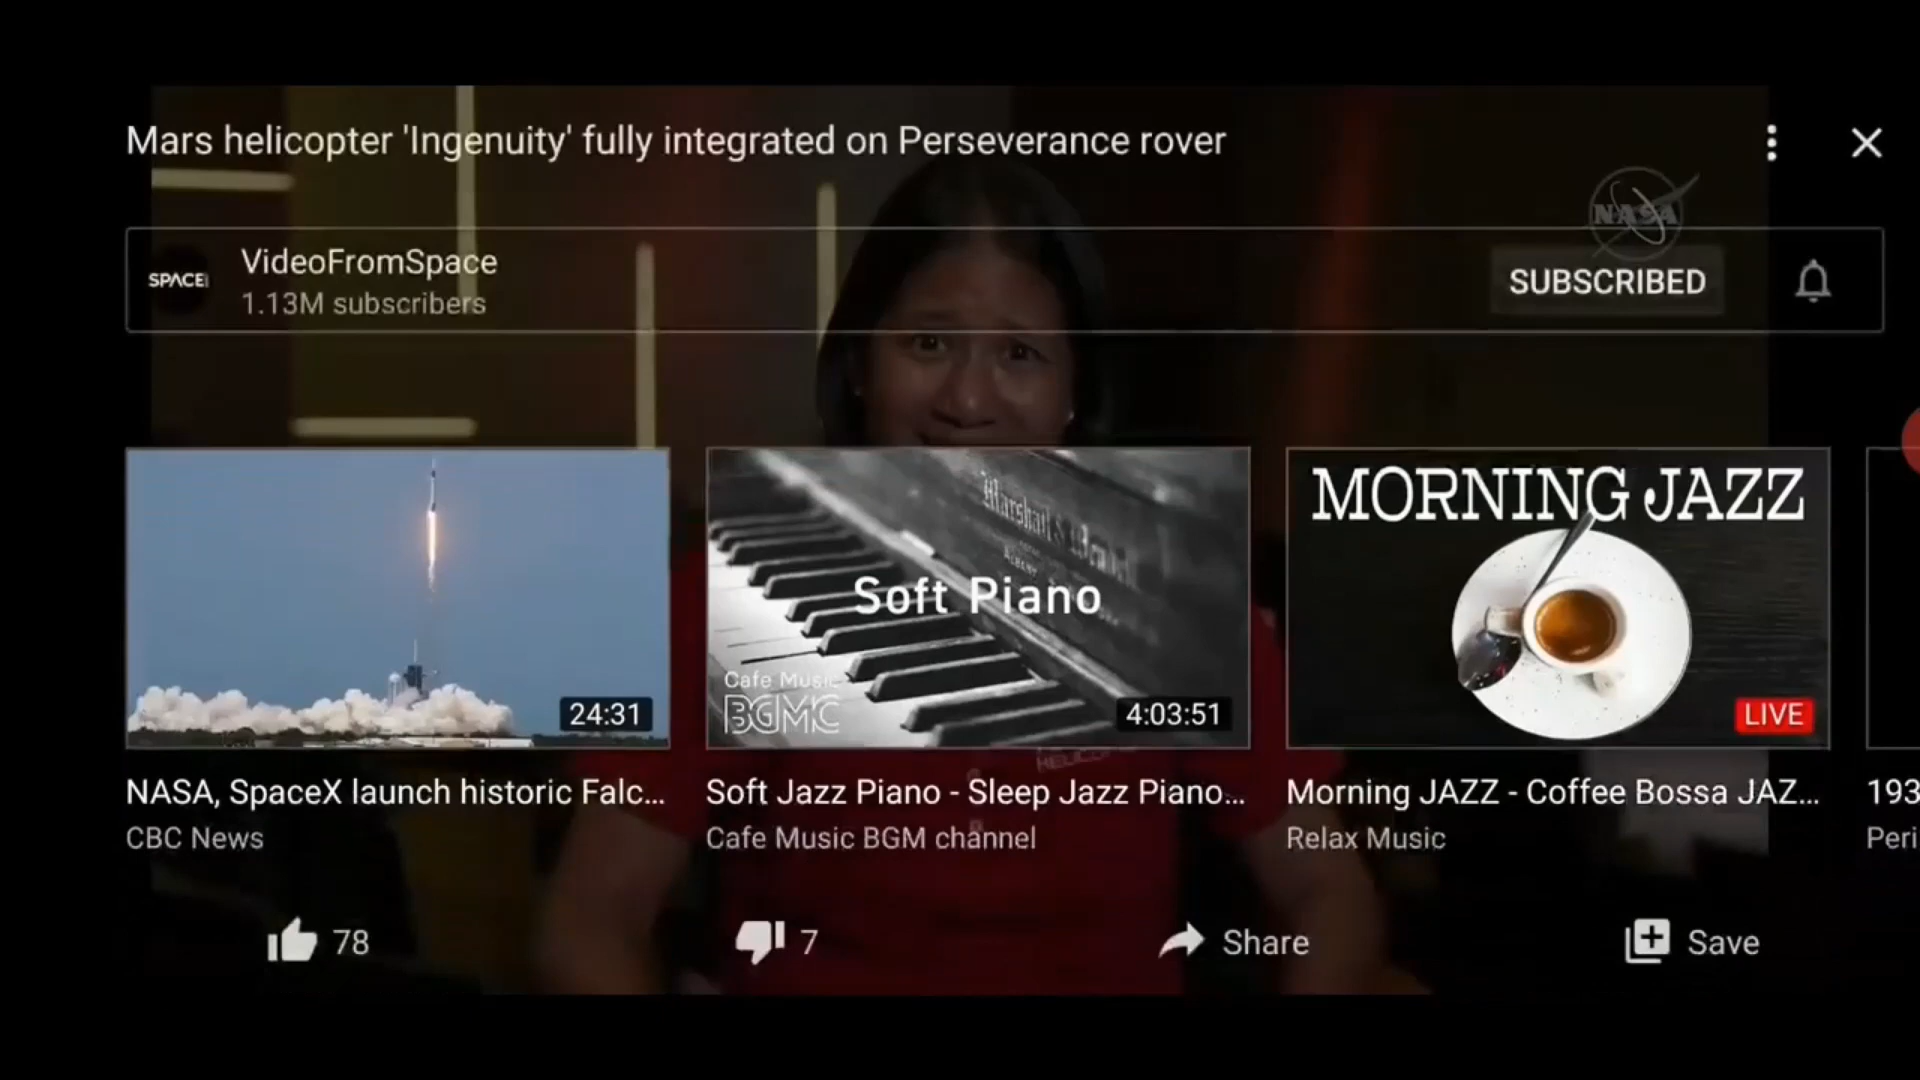 Mars helicopter 'Ingenuity' fully integrated on Perseverance rover
NASA
SPACE
VideoFromSpace
1.13M subscribers
SUBSCRIBED
MORNING JAZZ
Marshall & Wendell
ALBANY
Soft Piano
Cafe Music
BGMC
24:31
4:03:51
LIVE
NASA, SpaceX launch historic Falc...
CBC News
Soft Jazz Piano - Sleep Jazz Piano...
Cafe Music BGM channel
Morning JAZZ - Coffee Bossa JAZ...
Relax Music
193
Peri
78
7
Share
Save